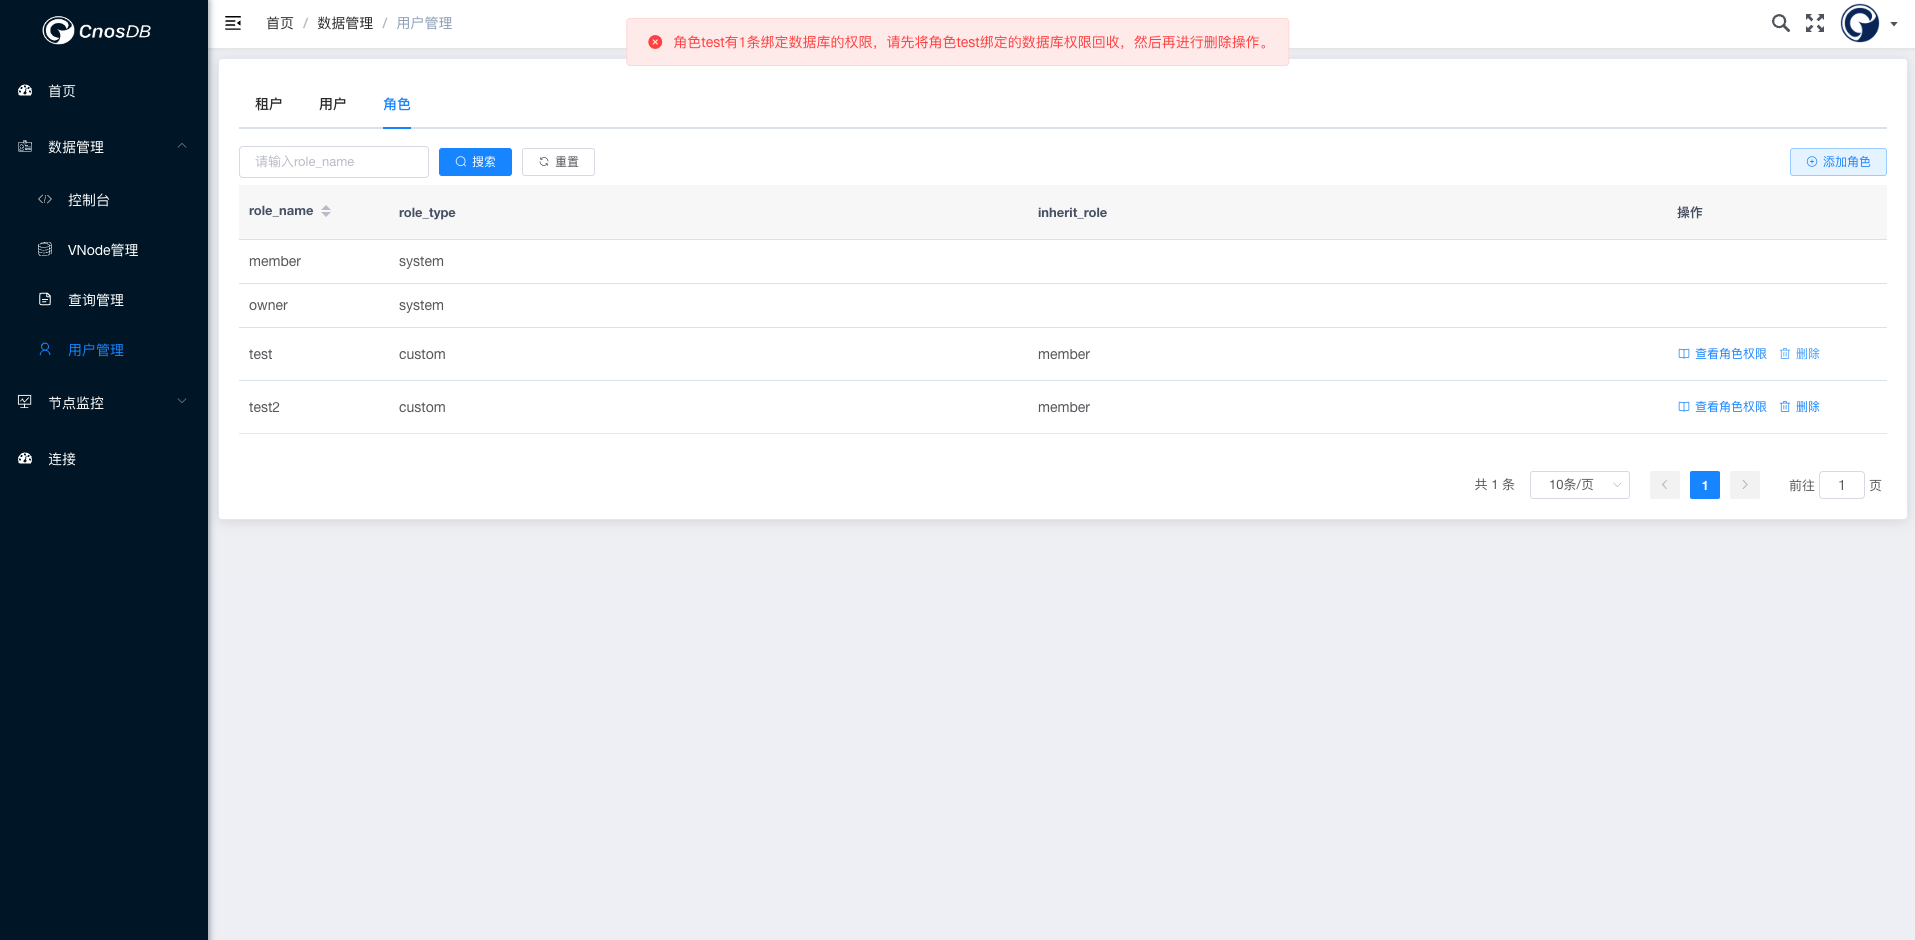 CnosDB
首页
数据管理
控制台
VNode管理
查询管理
用户管理
节点监控
连接
首页 / 数据管理 / 用户管理
角色test有1条绑定数据库的权限，请先将角色test绑定的数据库权限回收，然后再进行删除操作。
租户 用户 角色
请输入role_name 搜索 重置 添加角色
role_name role_type inherit_role 操作
member system
owner system
test custom member 查看角色权限 删除
test2 custom member 查看角色权限 删除
共 1 条 10条/页 1 前往 1 页